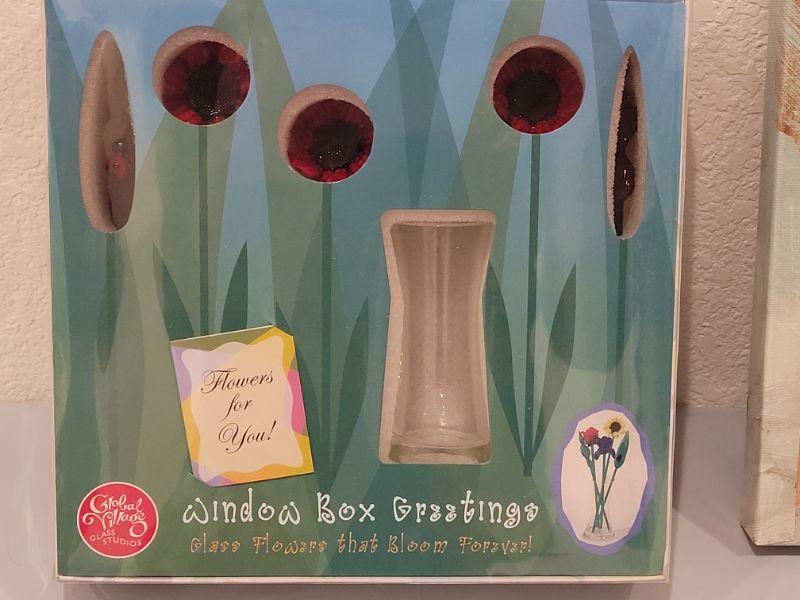 Flowers
for
You!
Window Box Greetings
Glass Flowers that Bloom Forever!
Global
Village
GLASS
STUDIOS